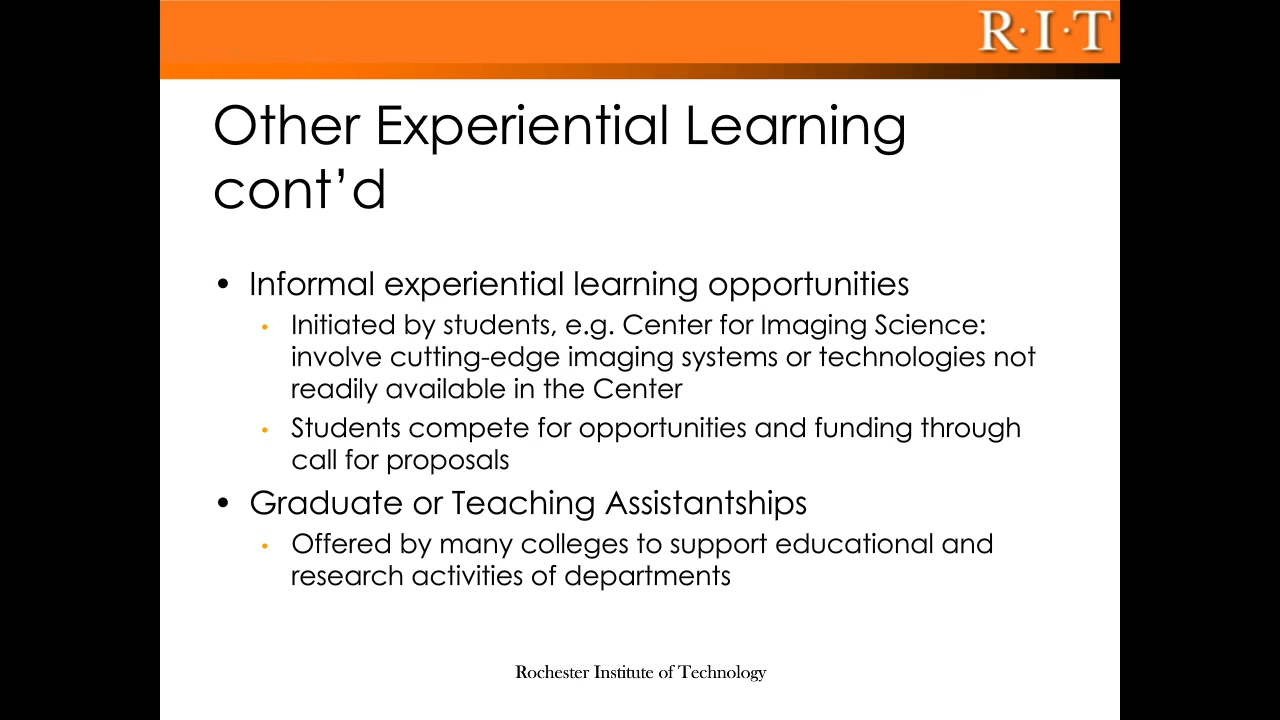 R·I·T
Other Experiential Learning
cont’d
• Informal experiential learning opportunities
• Initiated by students, e.g. Center for Imaging Science:
involve cutting-edge imaging systems or technologies not
readily available in the Center
• Students compete for opportunities and funding through
call for proposals
• Graduate or Teaching Assistantships
• Offered by many colleges to support educational and
research activities of departments
Rochester Institute of Technology